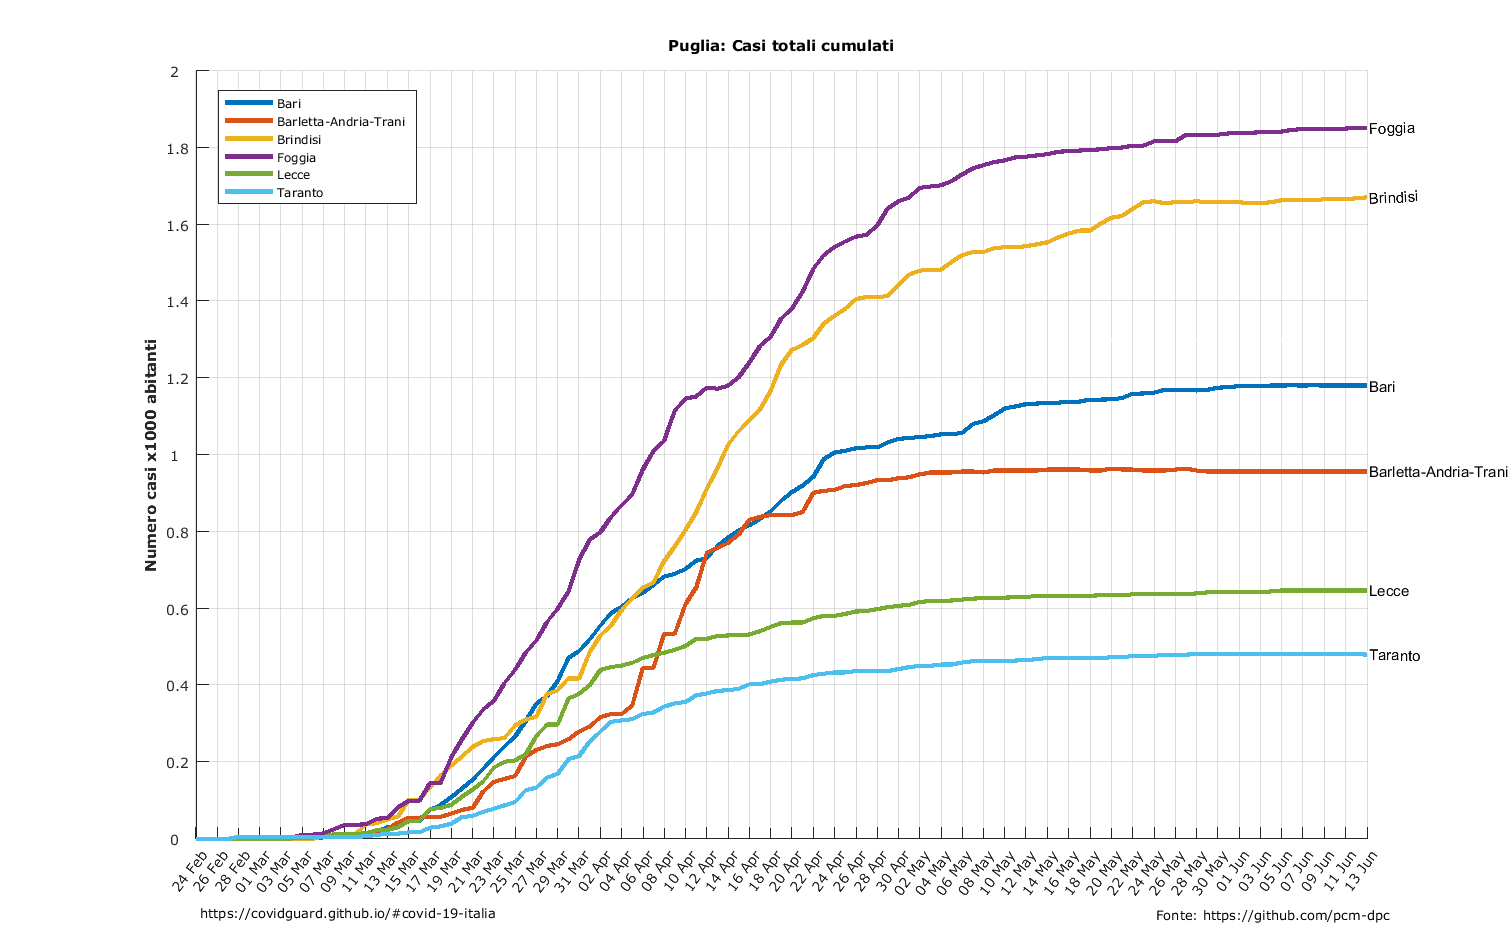 Puglia: Casi totali cumulati
2
1.8
1.6
1.4
1.2
1
0.8
0.6
0.4
0.2
0
Numero casi x1000 abitanti
Bari
Barletta-Andria-Trani
Brindisi
Foggia
Lecce
Taranto
Foggia
Brindisi
Bari
Barletta-Andria-Trani
Lecce
Taranto
24 Feb
26 Feb
28 Feb
01 Mar
03 Mar
05 Mar
07 Mar
09 Mar
11 Mar
13 Mar
15 Mar
17 Mar
19 Mar
21 Mar
23 Mar
25 Mar
27 Mar
29 Mar
31 Mar
02 Apr
04 Apr
06 Apr
08 Apr
10 Apr
12 Apr
14 Apr
16 Apr
18 Apr
20 Apr
22 Apr
24 Apr
26 Apr
28 Apr
30 Apr
02 May
04 May
06 May
08 May
10 May
12 May
14 May
16 May
18 May
20 May
22 May
24 May
26 May
28 May
30 May
01 Jun
03 Jun
05 Jun
07 Jun
09 Jun
11 Jun
13 Jun
https://covidguard.github.io/#covid-19-italia
Fonte: https://github.com/pcm-dpc